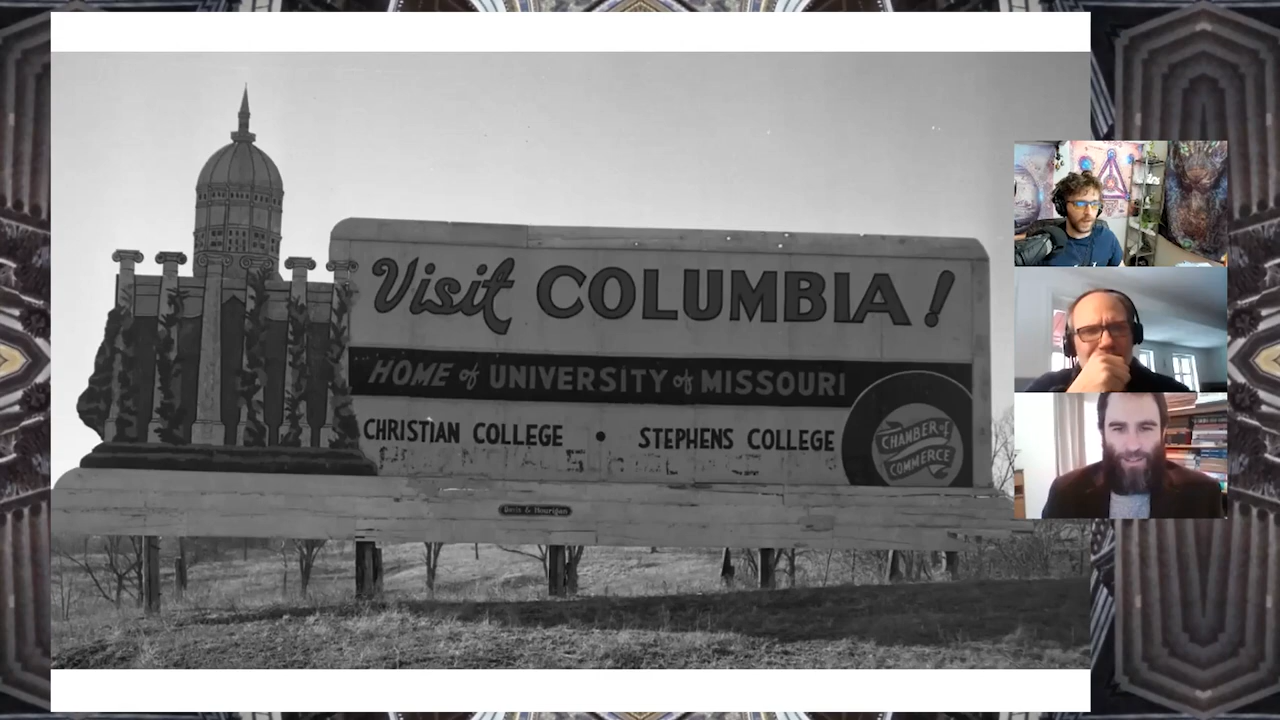 Visit COLUMBIA!
HOME of UNIVERSITY of MISSOURI
CHRISTIAN COLLEGE • STEPHENS COLLEGE
CHAMBER of
COMMERCE